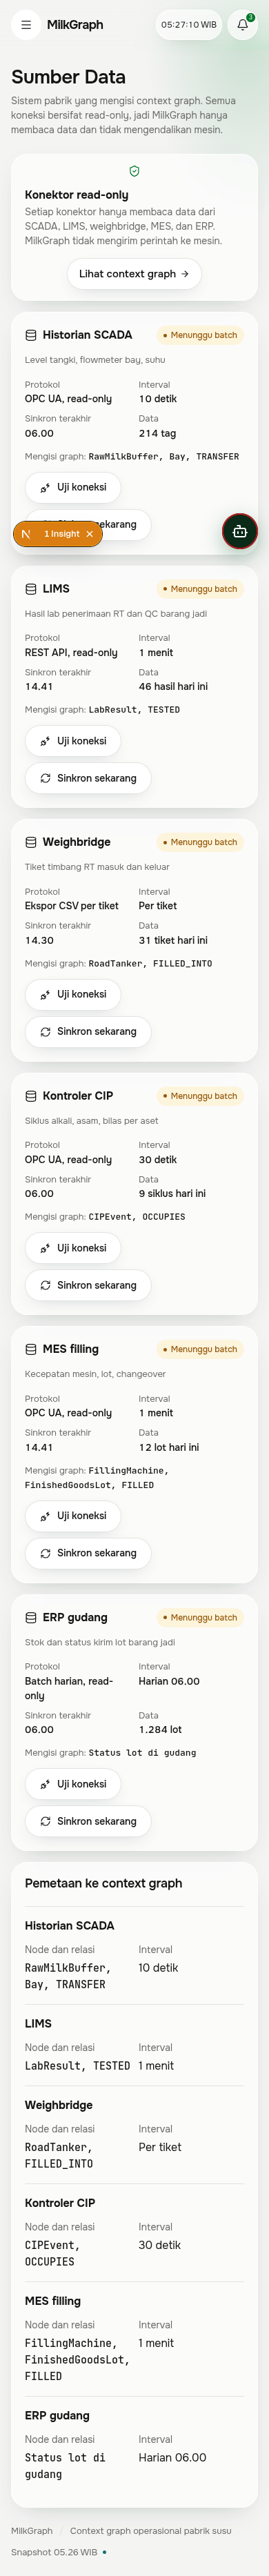 MilkGraph
05:27:10 WIB
3
Sumber Data
Sistem pabrik yang mengisi context graph. Semua
koneksi bersifat read-only, jadi MilkGraph hanya
membaca data dan tidak mengendalikan mesin.
Konektor read-only
Setiap konektor hanya membaca data dari
SCADA, LIMS, weighbridge, MES, dan ERP.
MilkGraph tidak mengirim perintah ke mesin.
Lihat context graph →
Historian SCADA
Menunggu batch
Level tangki, flowmeter bay, suhu
Protokol Interval
OPC UA, read-only 10 detik
Sinkron terakhir Data
06.00 214 tag
Mengisi graph: RawMilkBuffer, Bay, TRANSFER
Uji koneksi
sekarang
1 Insight ×
LIMS
Menunggu batch
Hasil lab penerimaan RT dan QC barang jadi
Protokol Interval
REST API, read-only 1 menit
Sinkron terakhir Data
14.41 46 hasil hari ini
Mengisi graph: LabResult, TESTED
Uji koneksi
Sinkron sekarang
Weighbridge
Menunggu batch
Tiket timbang RT masuk dan keluar
Protokol Interval
Ekspor CSV per tiket Per tiket
Sinkron terakhir Data
14.30 31 tiket hari ini
Mengisi graph: RoadTanker, FILLED_INTO
Uji koneksi
Sinkron sekarang
Kontroler CIP
Menunggu batch
Siklus alkali, asam, bilas per aset
Protokol Interval
OPC UA, read-only 30 detik
Sinkron terakhir Data
06.00 9 siklus hari ini
Mengisi graph: CIPEvent, OCCUPIES
Uji koneksi
Sinkron sekarang
MES filling
Menunggu batch
Kecepatan mesin, lot, changeover
Protokol Interval
OPC UA, read-only 1 menit
Sinkron terakhir Data
14.41 12 lot hari ini
Mengisi graph: FillingMachine,
FinishedGoodsLot, FILLED
Uji koneksi
Sinkron sekarang
ERP gudang
Menunggu batch
Stok dan status kirim lot barang jadi
Protokol Interval
Batch harian, read- Harian 06.00
only
Sinkron terakhir Data
06.00 1.284 lot
Mengisi graph: Status lot di gudang
Uji koneksi
Sinkron sekarang
Pemetaan ke context graph
Historian SCADA
Node dan relasi Interval
RawMilkBuffer, 10 detik
Bay, TRANSFER
LIMS
Node dan relasi Interval
LabResult, TESTED 1 menit
Weighbridge
Node dan relasi Interval
RoadTanker, Per tiket
FILLED_INTO
Kontroler CIP
Node dan relasi Interval
CIPEvent, 30 detik
OCCUPIES
MES filling
Node dan relasi Interval
FillingMachine, 1 menit
FinishedGoodsLot,
FILLED
ERP gudang
Node dan relasi Interval
Status lot di Harian 06.00
gudang
MilkGraph / Context graph operasional pabrik susu
Snapshot 05.26 WIB